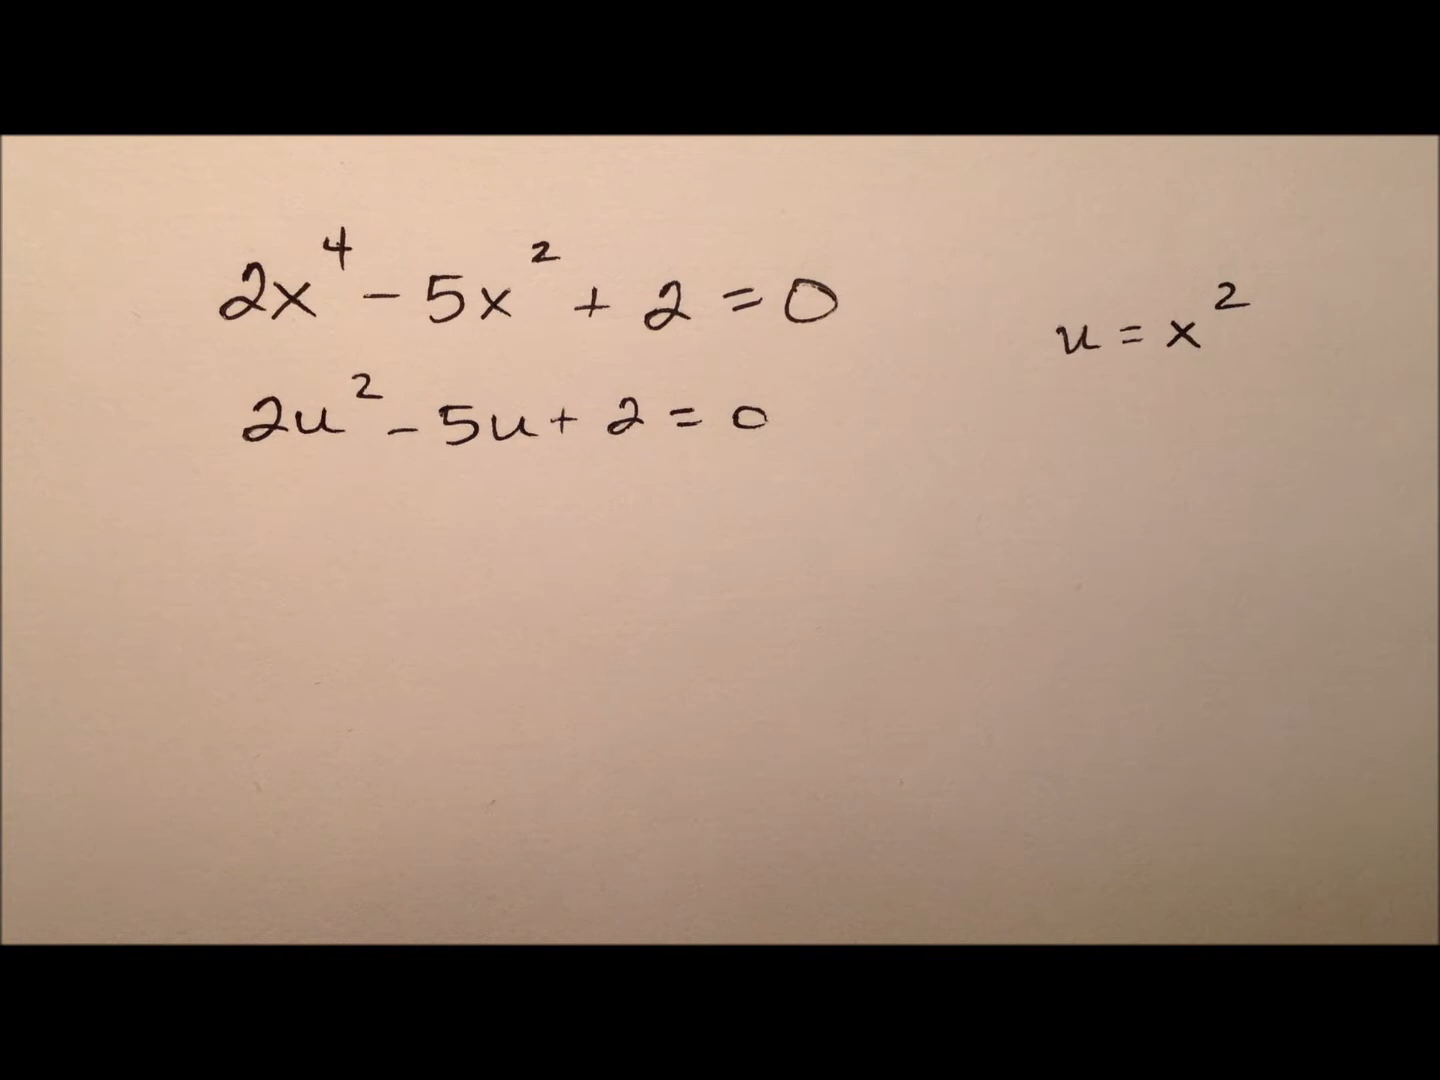 2x⁴ - 5x² + 2 = 0
u = x²
2u² - 5u + 2 = 0